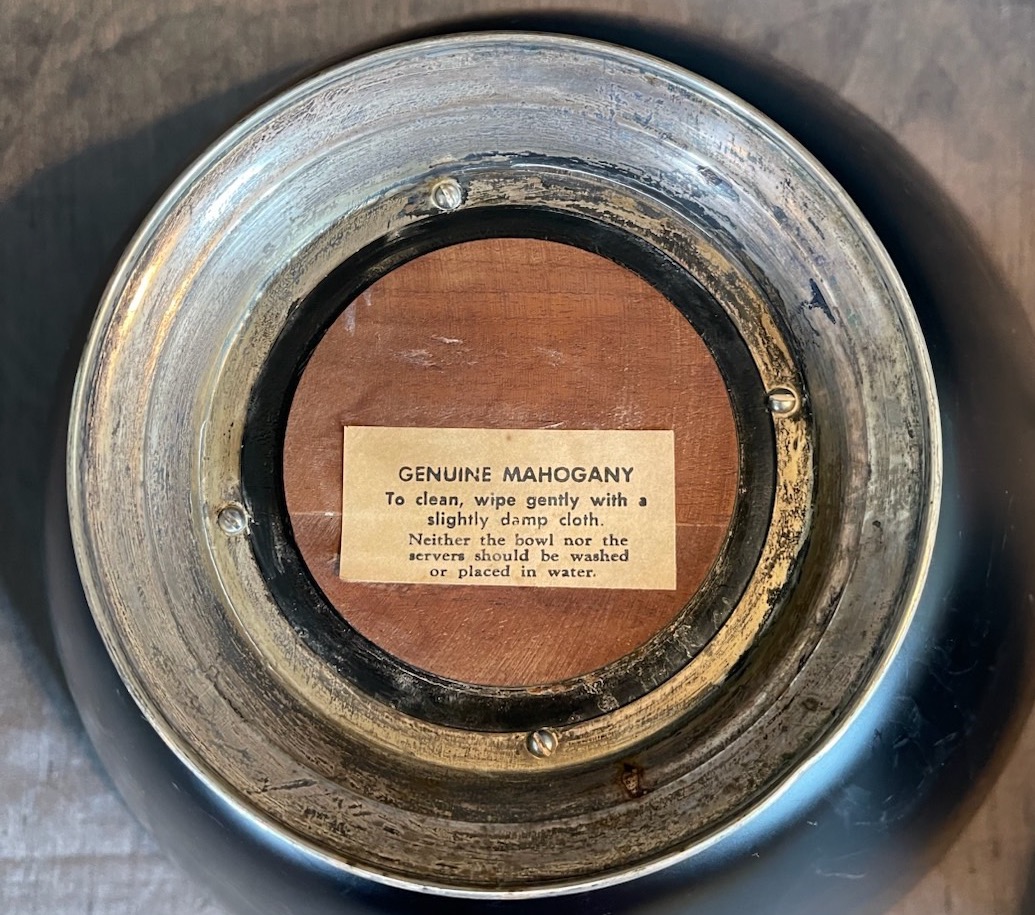 GENUINE MAHOGANY
To clean, wipe gently with a
slightly damp cloth.
Neither the bowl nor the
servers should be washed
or placed in water.